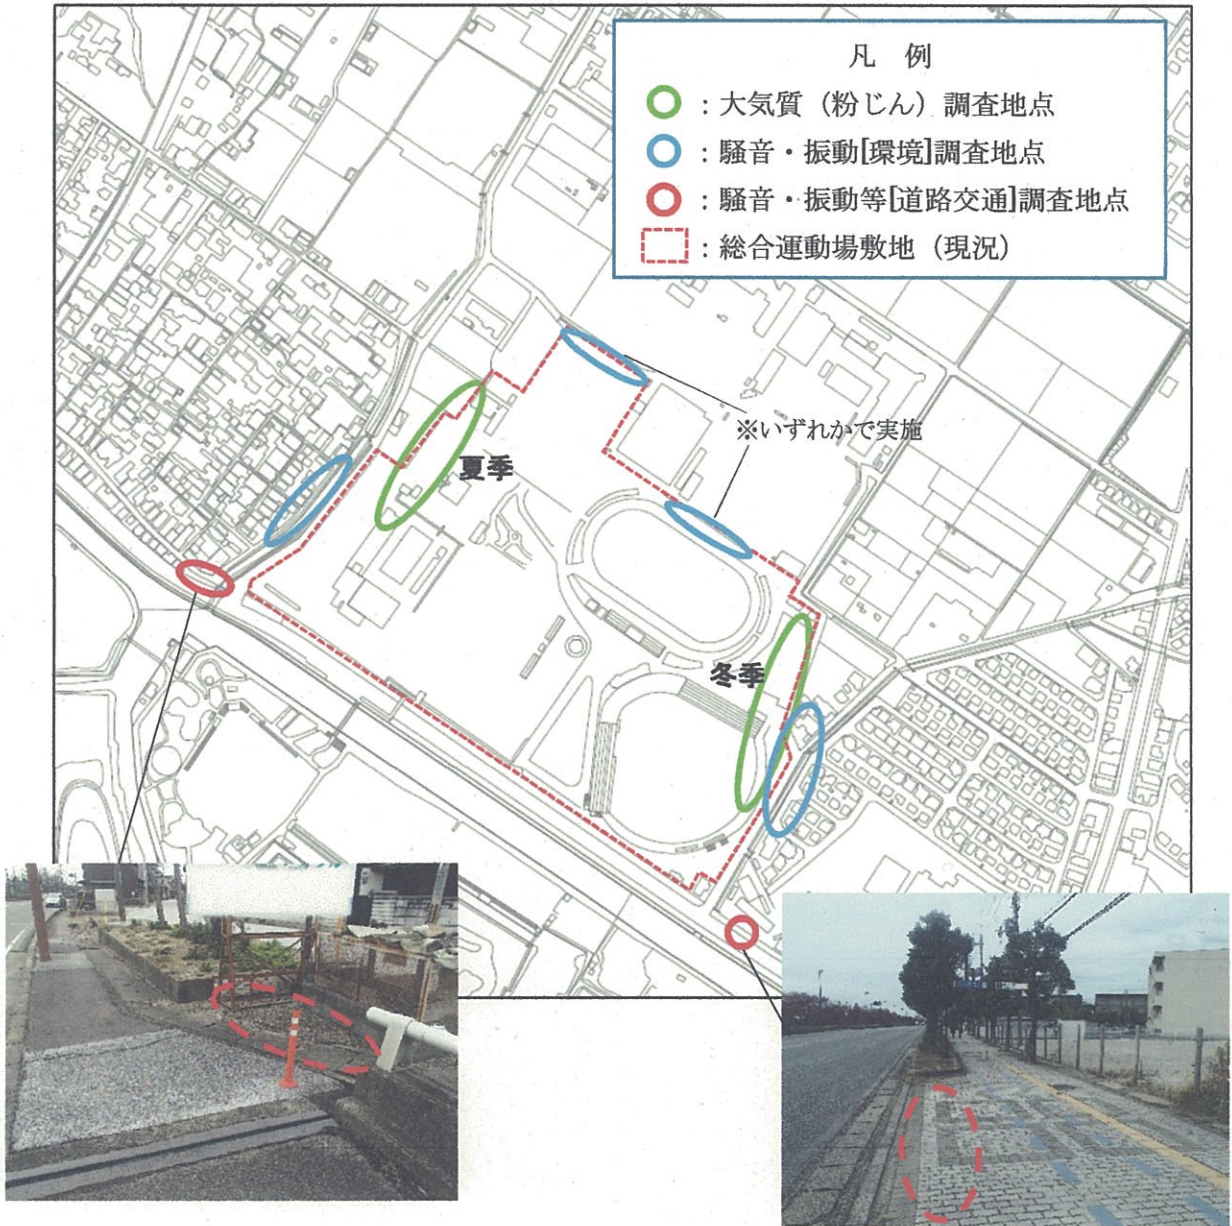 凡 例
：大気質（粉じん）調査地点
：騒音・振動[環境]調査地点
：騒音・振動等[道路交通]調査地点
：総合運動場敷地（現況）
※いずれかで実施
夏季
冬季